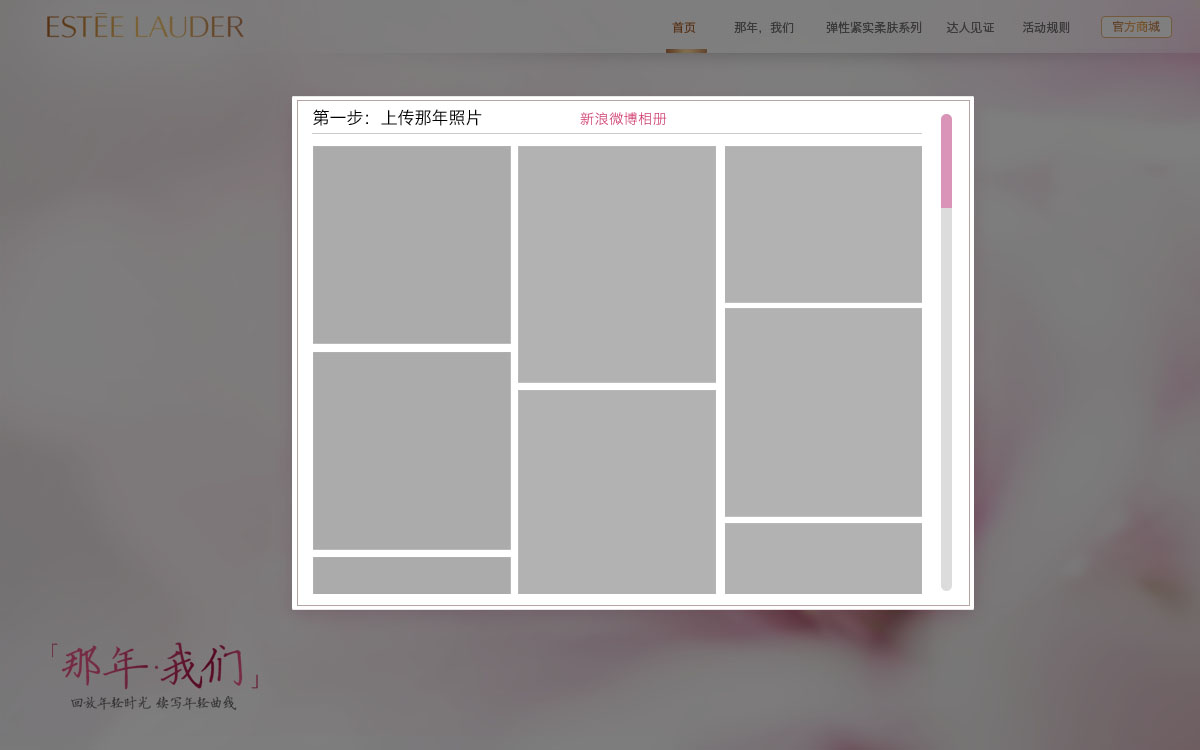 ESTĒE LAUDER
首页 那年，我们 弹性紧实柔肤系列 达人见证 活动规则 官方商城
第一步：上传那年照片 新浪微博相册
「那年·我们」
回放年轻时光 续写年轻曲线